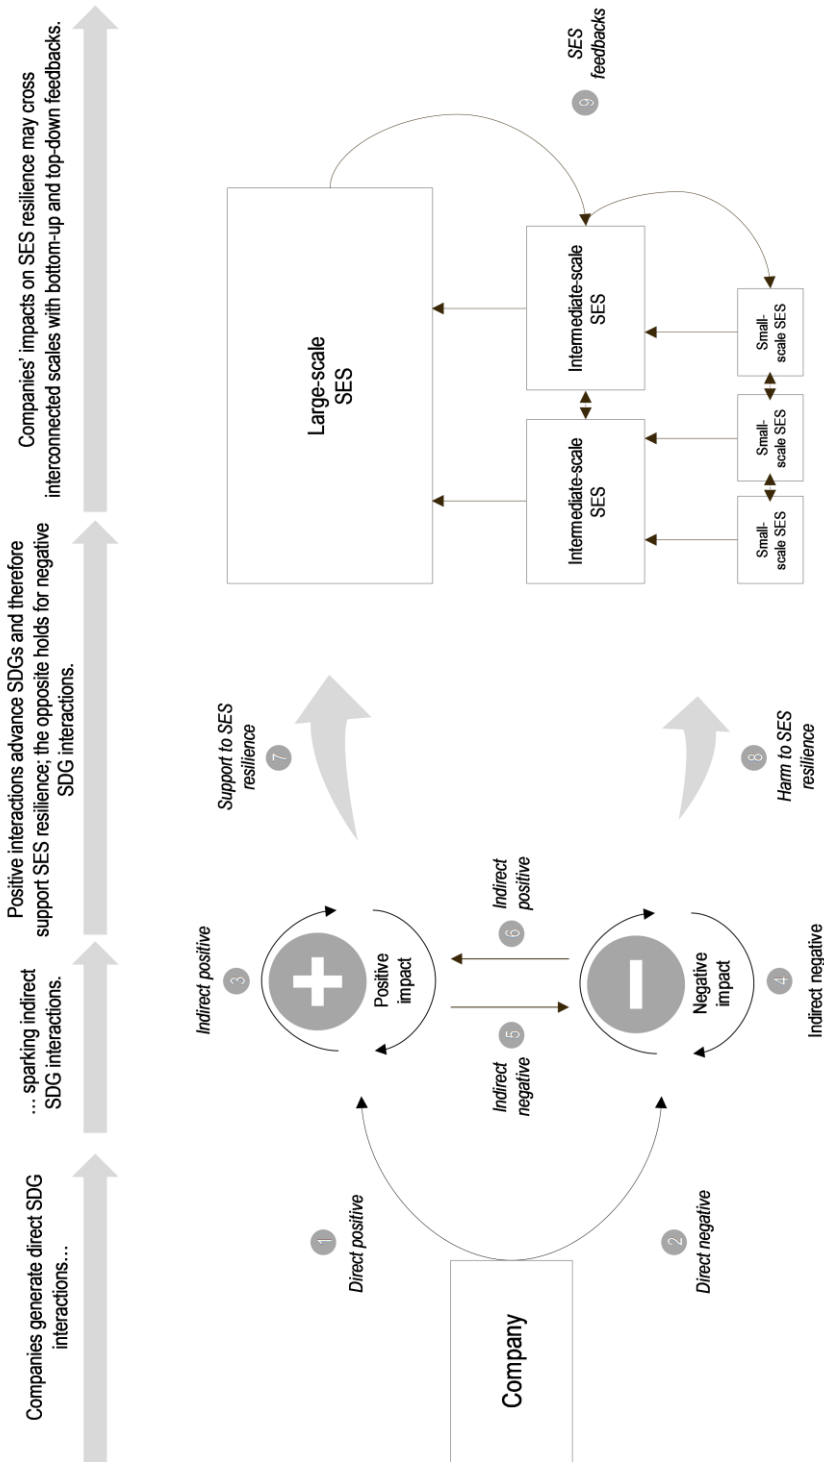 Companies generate direct SDG
interactions…
… sparking indirect
SDG interactions.
Positive interactions advance SDGs and therefore
support SES resilience; the opposite holds for negative
SDG interactions.
Companies’ impacts on SES resilience may cross
interconnected scales with bottom-up and top-down feedbacks.
Company
1
Direct positive
2
Direct negative
Indirect positive
3
Positive
impact
5
Indirect
negative
6
Indirect
positive
Negative
impact
4
Indirect negative
Support to SES
resilience
7
8
Harm to SES
resilience
Large-scale
SES
Intermediate-scale
SES
Intermediate-scale
SES
Small-
scale SES
Small-
scale SES
Small-
scale SES
9
SES
feedbacks